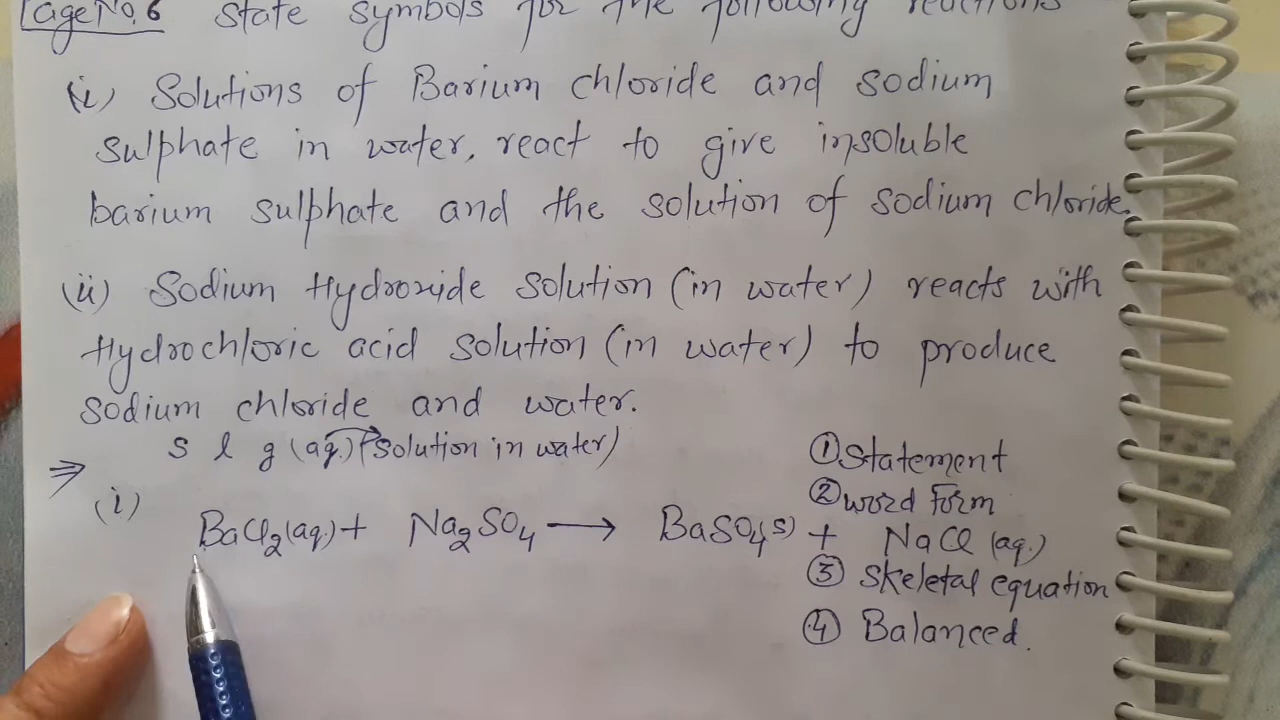 Page No. 6 State symbols for the following reactions
(i) Solutions of Barium chloride and sodium
sulphate in water, react to give insoluble
barium sulphate and the solution of sodium chloride.
(ii) Sodium Hydroxide solution (in water) reacts with
Hydrochloric acid solution (in water) to produce
sodium chloride and water.
s l g (aq.) (solution in water)
⇒ (i)
BaCl₂(aq.) + Na₂SO₄ → BaSO₄(s) + NaCl (aq.)
① Statement
② word Form
③ Skeletal equation
④ Balanced.